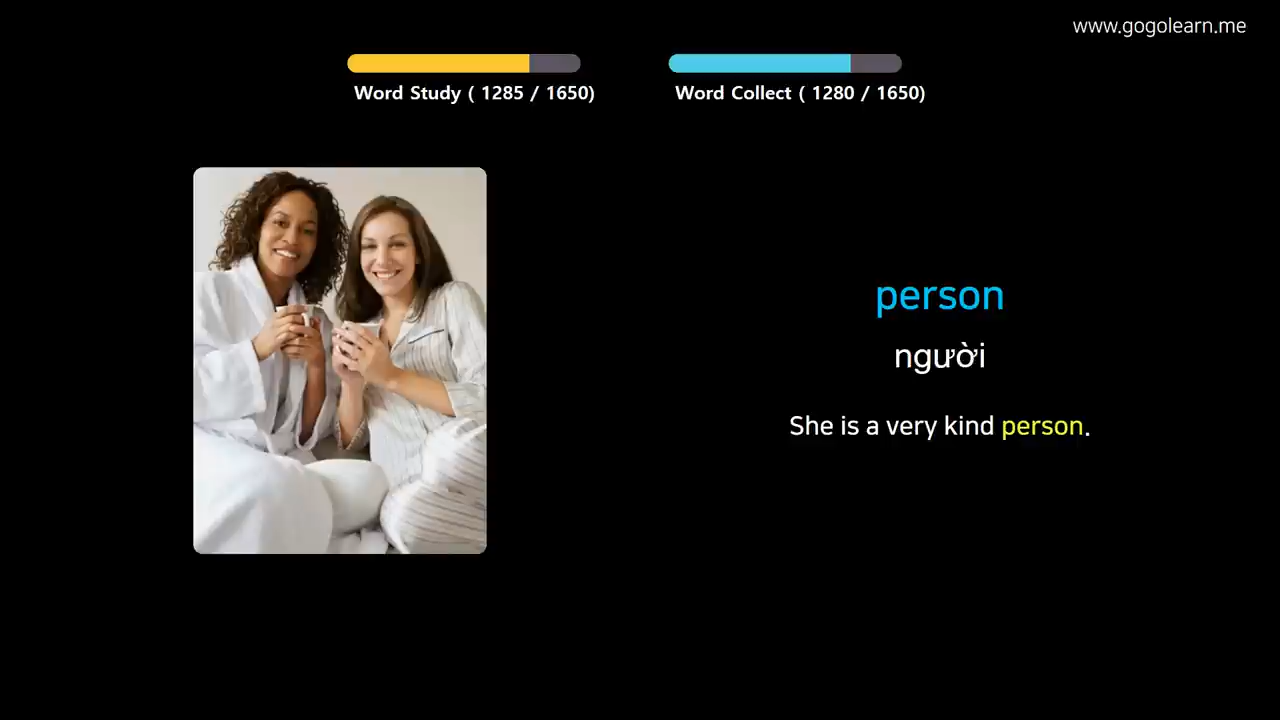 www.gogolearn.me
Word Study ( 1285 / 1650)
Word Collect ( 1280 / 1650)
person
người
She is a very kind person.